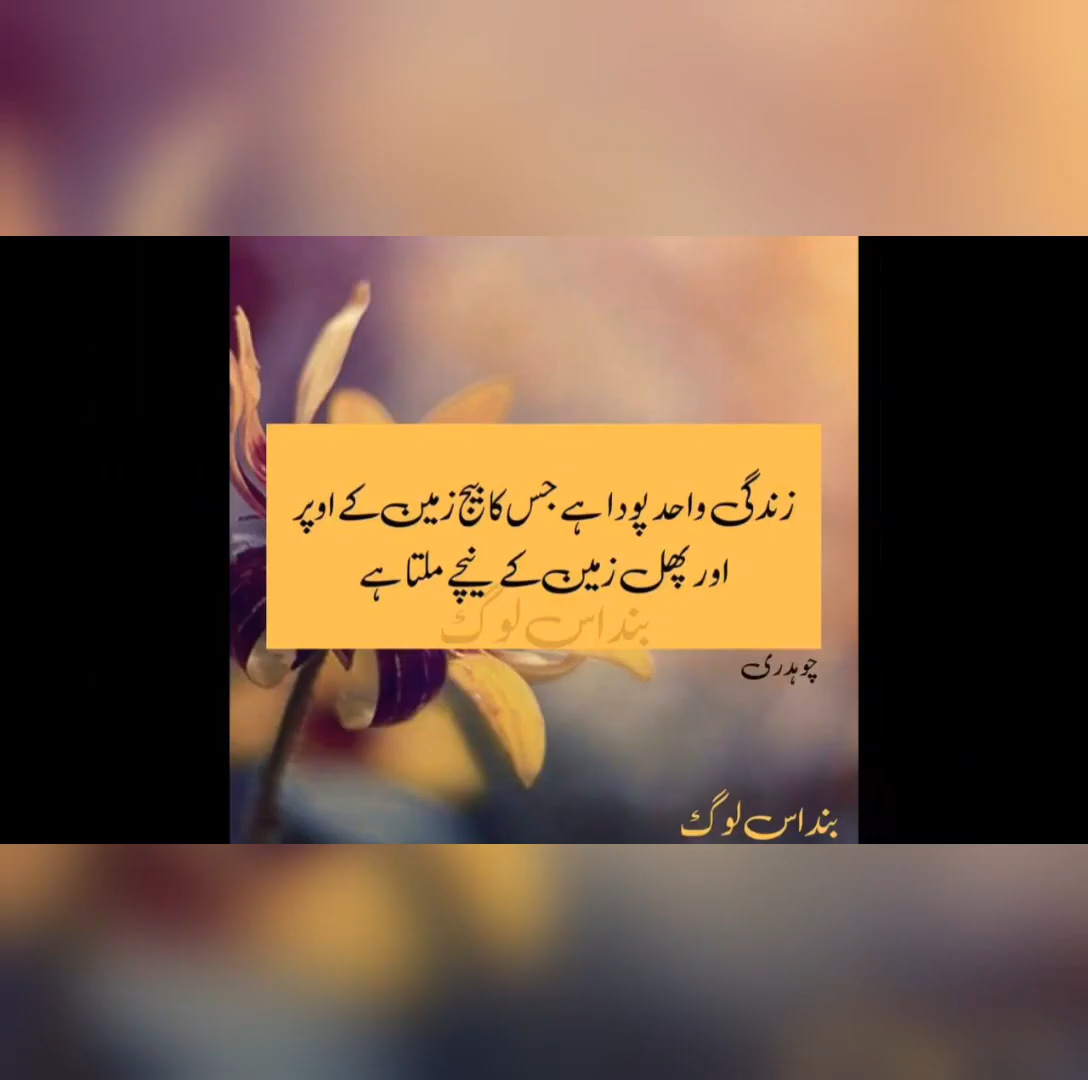 زندگی واحد پودا ہے جس کا بیج زمین کے اوپر
اور پھل زمین کے نیچے ملتا ہے
بنداس لوگ
چوہدری
بنداس لوگ